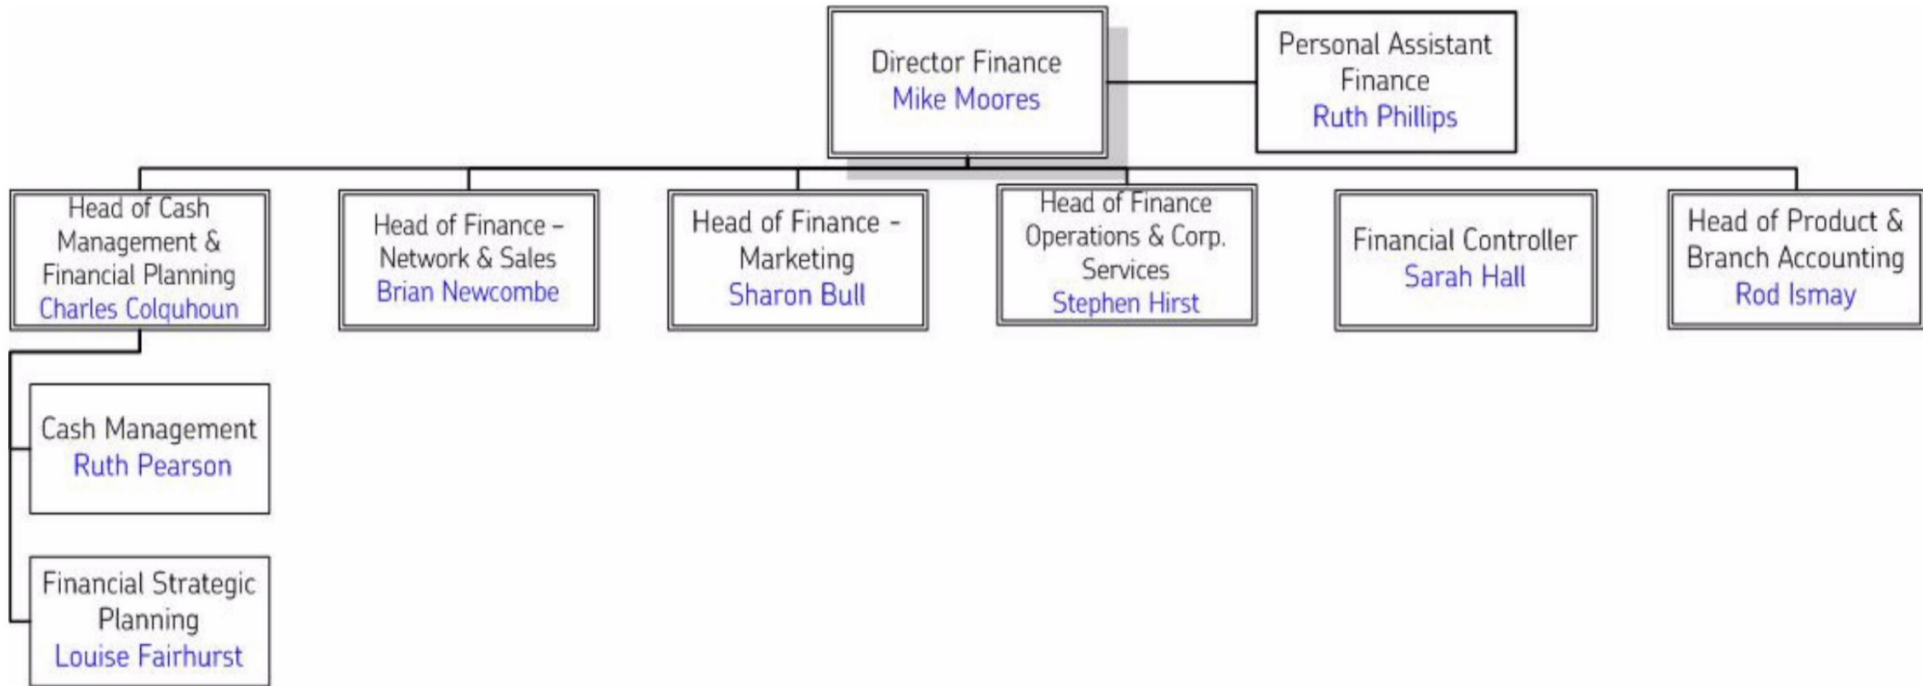 Director Finance
Mike Moores
Personal Assistant
Finance
Ruth Phillips
Head of Cash
Management &
Financial Planning
Charles Colquhoun
Head of Finance –
Network & Sales
Brian Newcombe
Head of Finance -
Marketing
Sharon Bull
Head of Finance
Operations & Corp.
Services
Stephen Hirst
Financial Controller
Sarah Hall
Head of Product &
Branch Accounting
Rod Ismay
Cash Management
Ruth Pearson
Financial Strategic
Planning
Louise Fairhurst